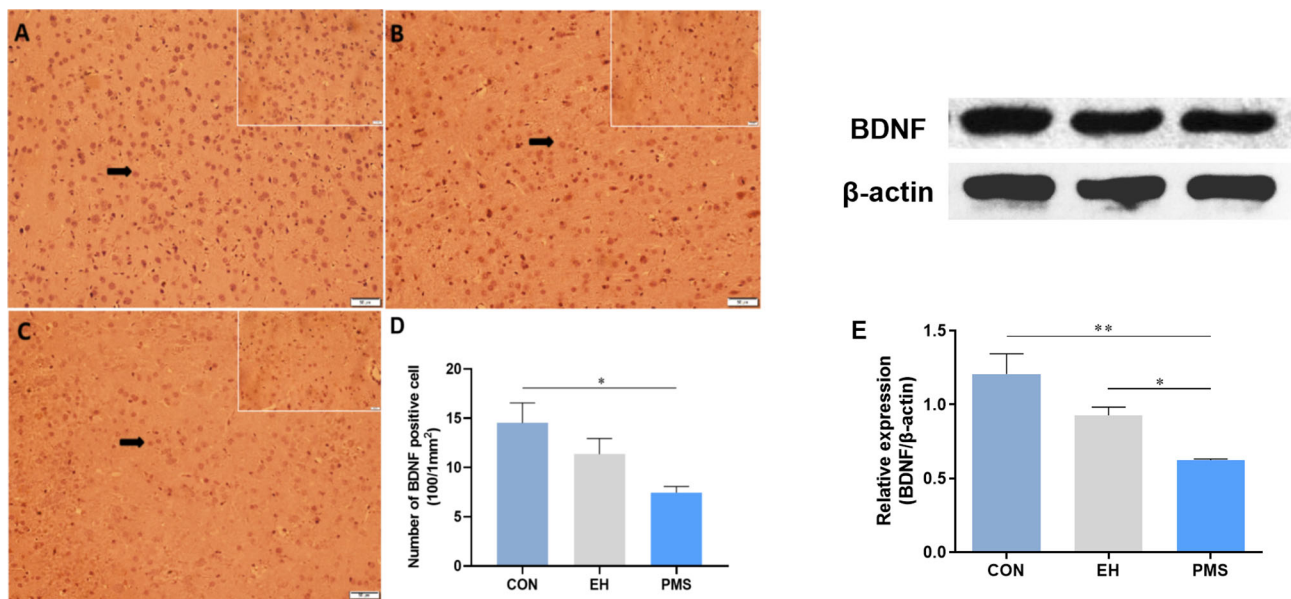 A
B
C
D
Number of BDNF positive cell
(100/1mm²)
20
15
10
5
0
*
CON
EH
PMS
BDNF
β-actin
E
Relative expression
(BDNF/β-actin)
1.5
1.0
0.5
0.0
**
*
CON
EH
PMS